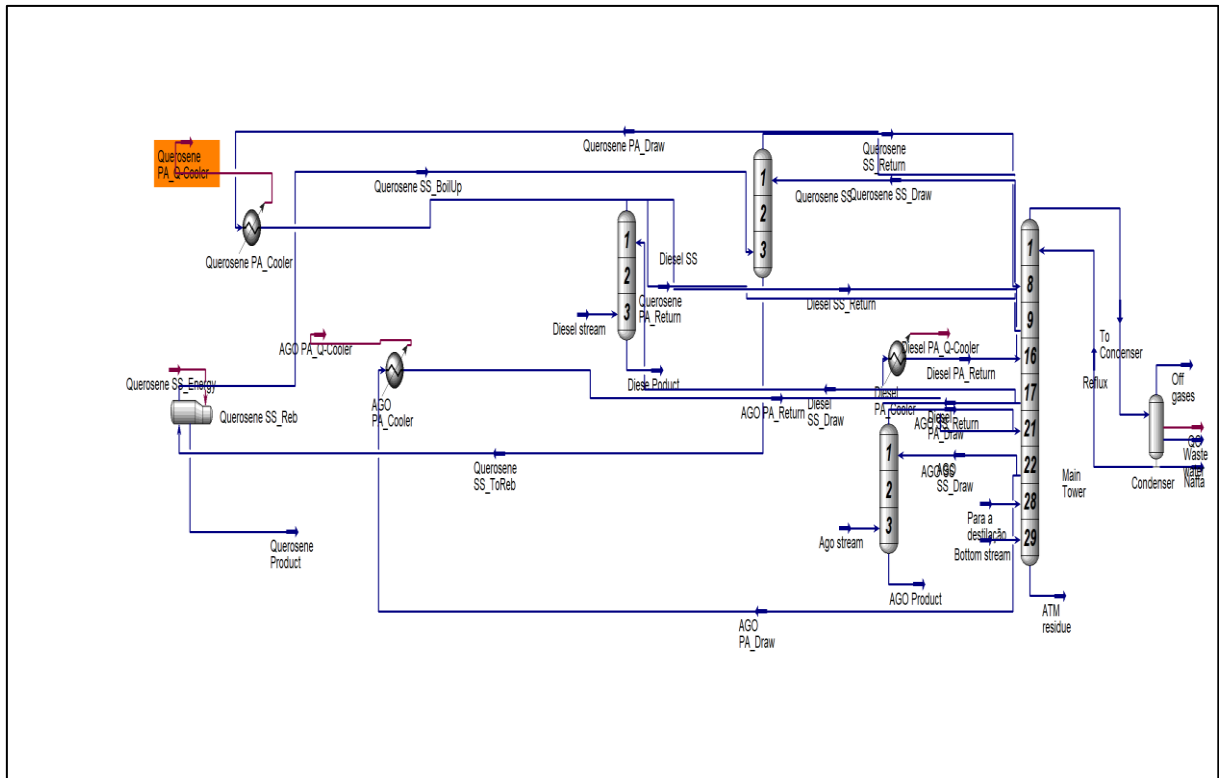 Querosene PA_Draw
Querosene
SS_Return
Querosene
PA_Q-Cooler
Querosene SS_BoilUp
1
2
3
Querosene SS
Querosene SS_Draw
Querosene PA_Cooler
1
2
3
Diesel SS
Querosene
PA_Return
Diesel SS_Return
Diesel stream
Diese Poduct
AGO PA_Q-Cooler
AGO
PA_Cooler
Querosene SS_Energy
Querosene SS_Reb
Querosene
SS_ToReb
Querosene
Product
Diesel PA_Q-Cooler
Diesel PA_Return
Diesel
PA_Cooler
AGO PA_Return
Diesel
SS_Draw
AGO SS_Return
Diesel
PA_Draw
1
2
3
AGO SS
AGO
SS_Draw
Ago stream
AGO Product
Para a
destilação
Bottom stream
AGO
PA_Draw
1
8
9
16
17
21
22
28
29
Main
Tower
ATM
residue
To
Condenser
Reflux
Off
gases
Condenser
Waste
water
Nafta